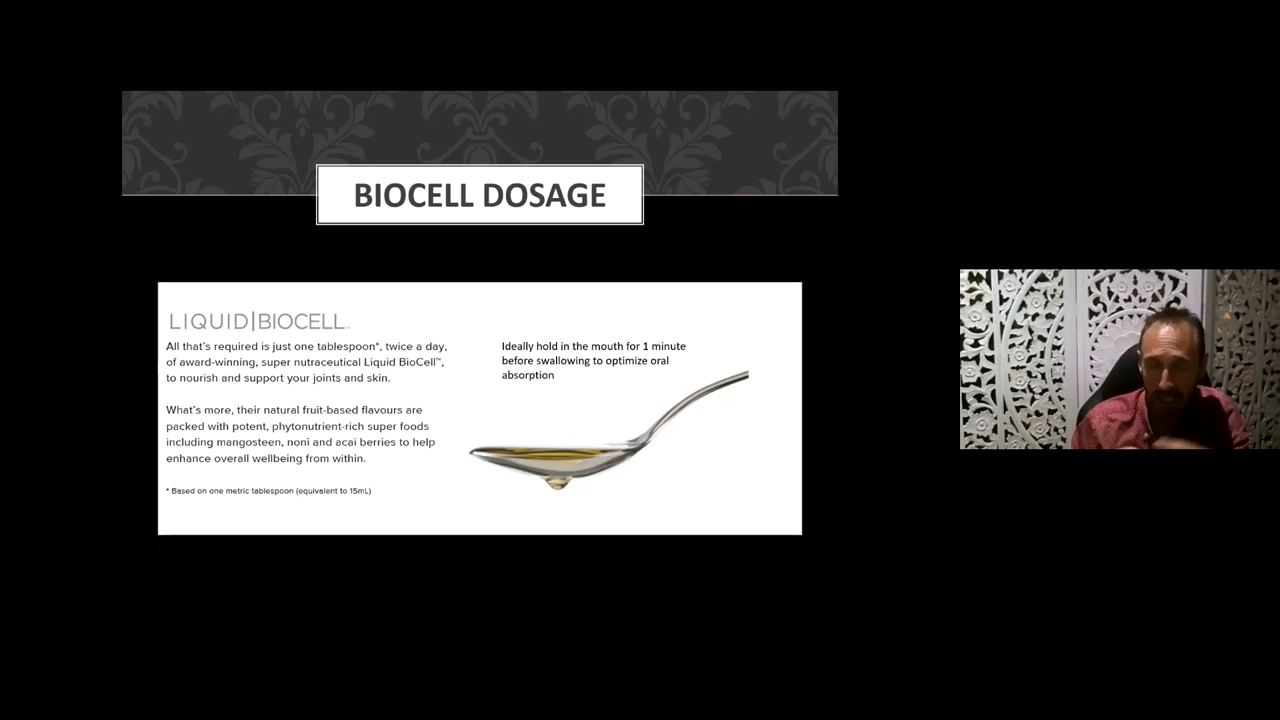 BIOCELL DOSAGE
LIQUID|BIOCELL™
All that's required is just one tablespoon*, twice a day,
of award-winning, super nutraceutical Liquid BioCell™,
to nourish and support your joints and skin.
What's more, their natural fruit-based flavours are
packed with potent, phytonutrient-rich super foods
including mangosteen, noni and acai berries to help
enhance overall wellbeing from within.
* Based on one metric tablespoon (equivalent to 15mL)
Ideally hold in the mouth for 1 minute
before swallowing to optimize oral
absorption